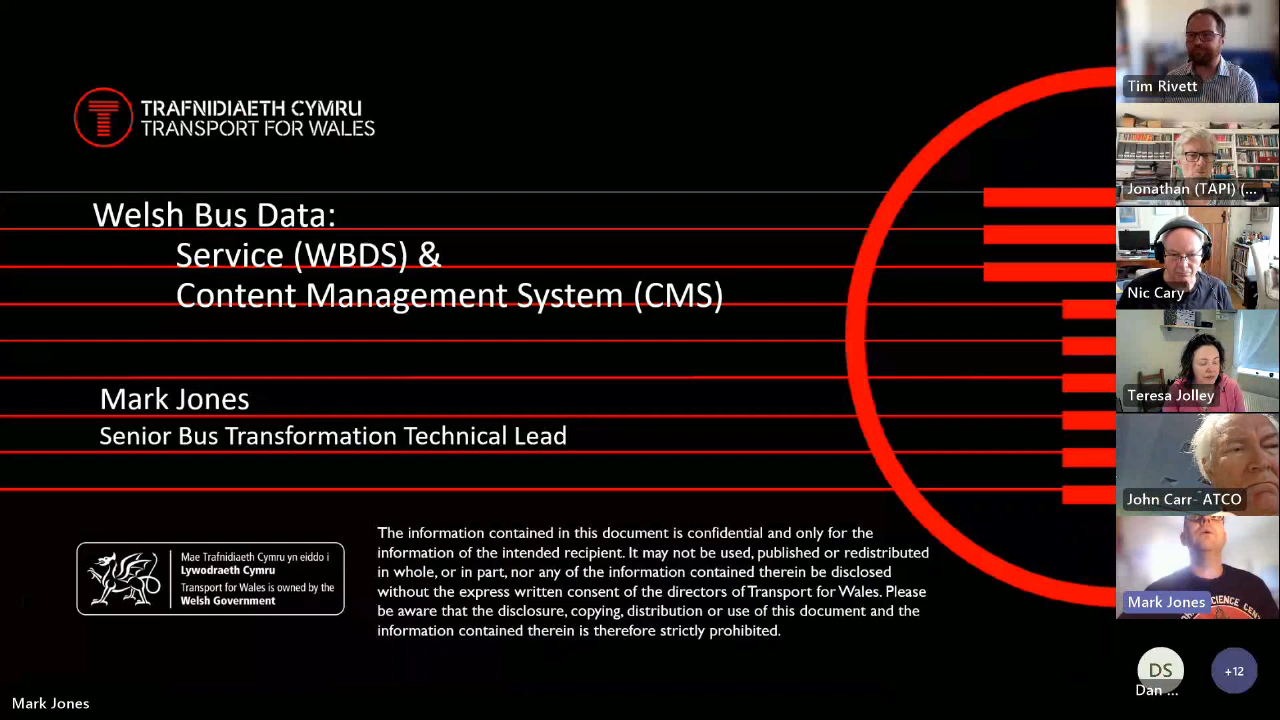 TRAFNIDIAETH CYMRU
TRANSPORT FOR WALES
Welsh Bus Data:
Service (WBDS) &
Content Management System (CMS)
Mark Jones
Senior Bus Transformation Technical Lead
Mae Trafnidiaeth Cymru yn eiddo i
Lywodraeth Cymru
Transport for Wales is owned by the
Welsh Government
The information contained in this document is confidential and only for the
information of the intended recipient. It may not be used, published or redistributed
in whole, or in part, nor any of the information contained therein be disclosed
without the express written consent of the directors of Transport for Wales. Please
be aware that the disclosure, copying, distribution or use of this document and the
information contained therein is therefore strictly prohibited.
Mark Jones
Tim Rivett
Jonathan (TAPI) (...
Nic Cary
Teresa Jolley
John Carr- ATCO
Mark Jones
DS
Dan ...
+12